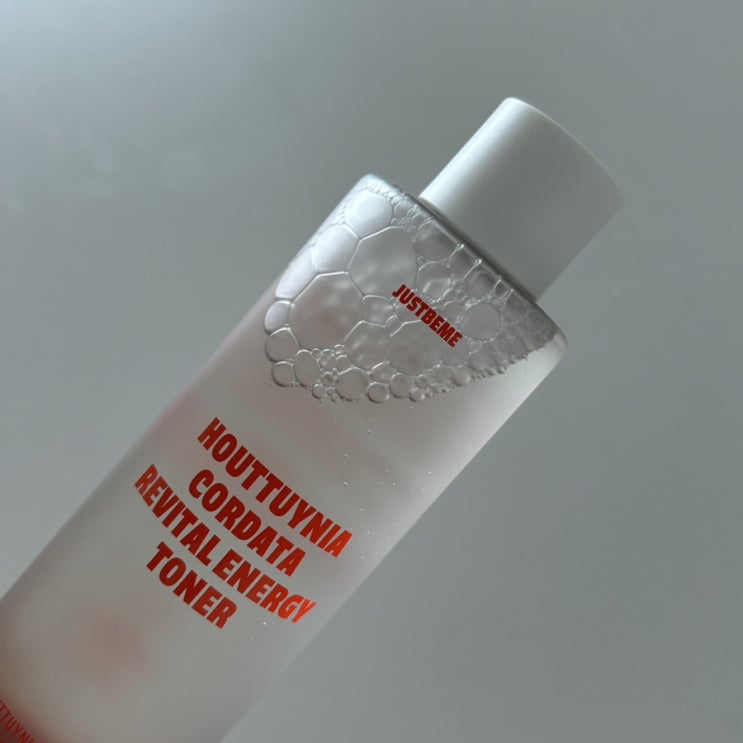 JUSTBEME
HOUTTUYNIA
CORDATA
REVITAL ENERGY
TONER